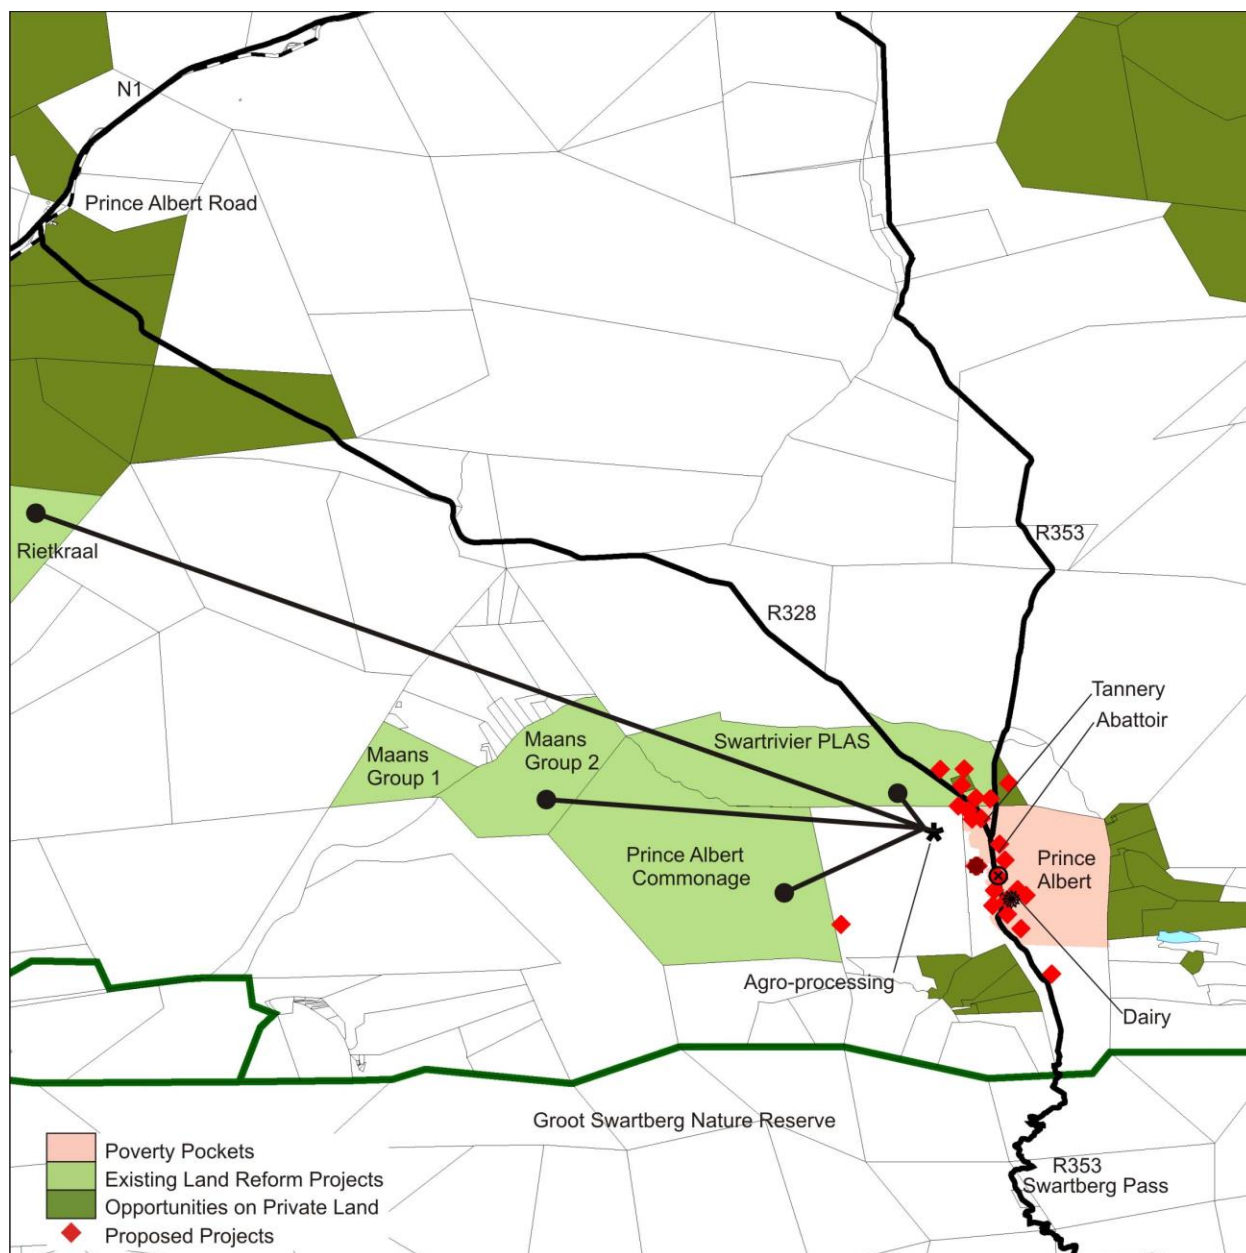 N1
Prince Albert Road
R353
Rietkraal
R328
Tannery
Abattoir
Swartrivier PLAS
Maans
Group 2
Maans
Group 1
Prince Albert
Commonage
Prince
Albert
Agro-processing
Dairy
Groot Swartberg Nature Reserve
R353
Swartberg Pass
Poverty Pockets
Existing Land Reform Projects
Opportunities on Private Land
Proposed Projects